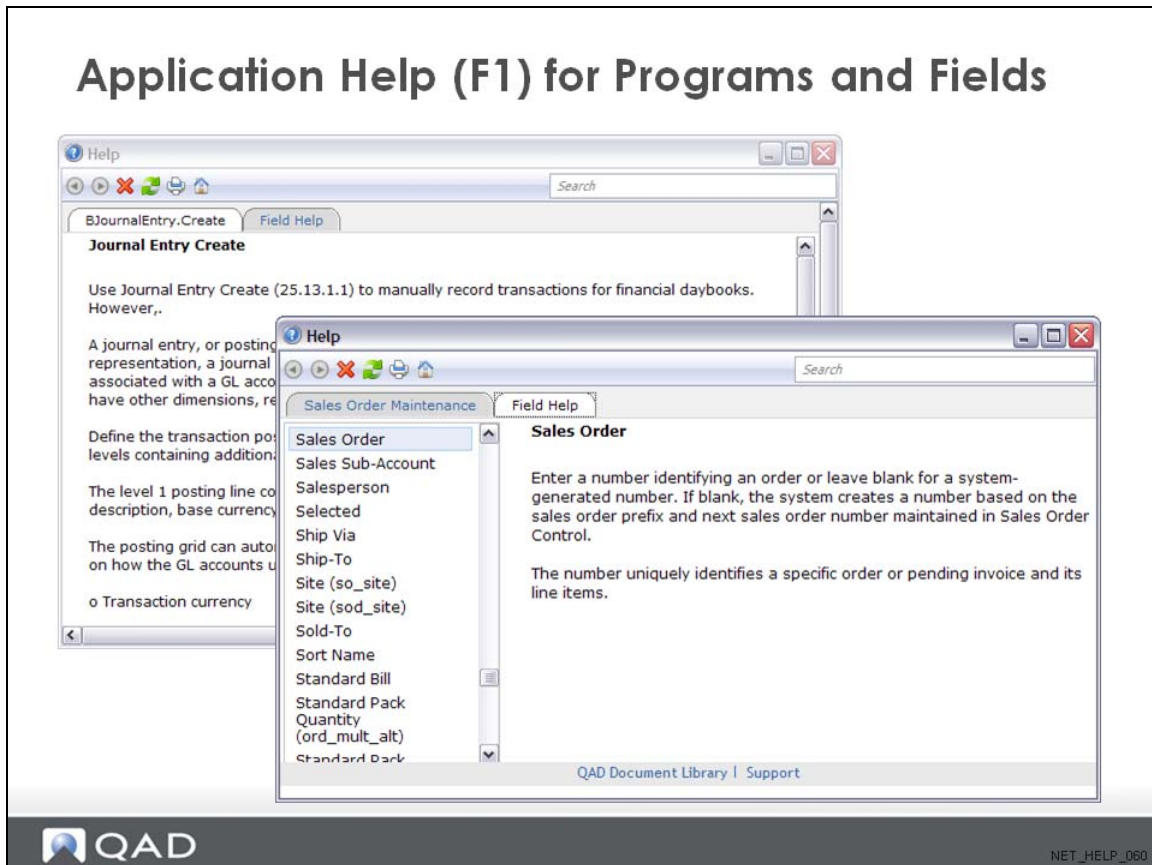 Application Help (F1) for Programs and Fields
Help
Search
BJournalEntry.Create Field Help
Journal Entry Create
Use Journal Entry Create (25.13.1.1) to manually record transactions for financial daybooks.
However,.
A journal entry, or posting
representation, a journal
associated with a GL acco
have other dimensions, re
Define the transaction pos
levels containing addition
The level 1 posting line co
description, base currency
The posting grid can auto
on how the GL accounts u
o Transaction currency
Help
Search
Sales Order Maintenance Field Help
Sales Order
Sales Sub-Account
Salesperson
Selected
Ship Via
Ship-To
Site (so_site)
Site (sod_site)
Sold-To
Sort Name
Standard Bill
Standard Pack
Quantity
(ord_mult_alt)
Standard Pack
Sales Order
Enter a number identifying an order or leave blank for a system-
generated number. If blank, the system creates a number based on the
sales order prefix and next sales order number maintained in Sales Order
Control.
The number uniquely identifies a specific order or pending invoice and its
line items.
QAD Document Library | Support
QAD
NET_HELP_060